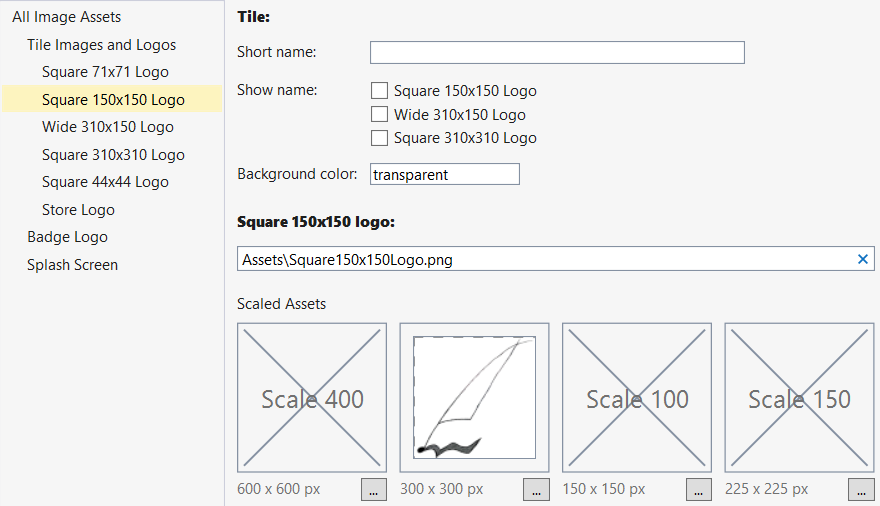 All Image Assets
Tile Images and Logos
Square 71x71 Logo
Square 150x150 Logo
Wide 310x150 Logo
Square 310x310 Logo
Square 44x44 Logo
Store Logo
Badge Logo
Splash Screen
Tile:
Short name:
Show name:
Square 150x150 Logo
Wide 310x150 Logo
Square 310x310 Logo
Background color: transparent
Square 150x150 logo:
Assets\Square150x150Logo.png
Scaled Assets
Scale 400 Scale 100 Scale 150
600 x 600 px ... 300 x 300 px ... 150 x 150 px ... 225 x 225 px ...